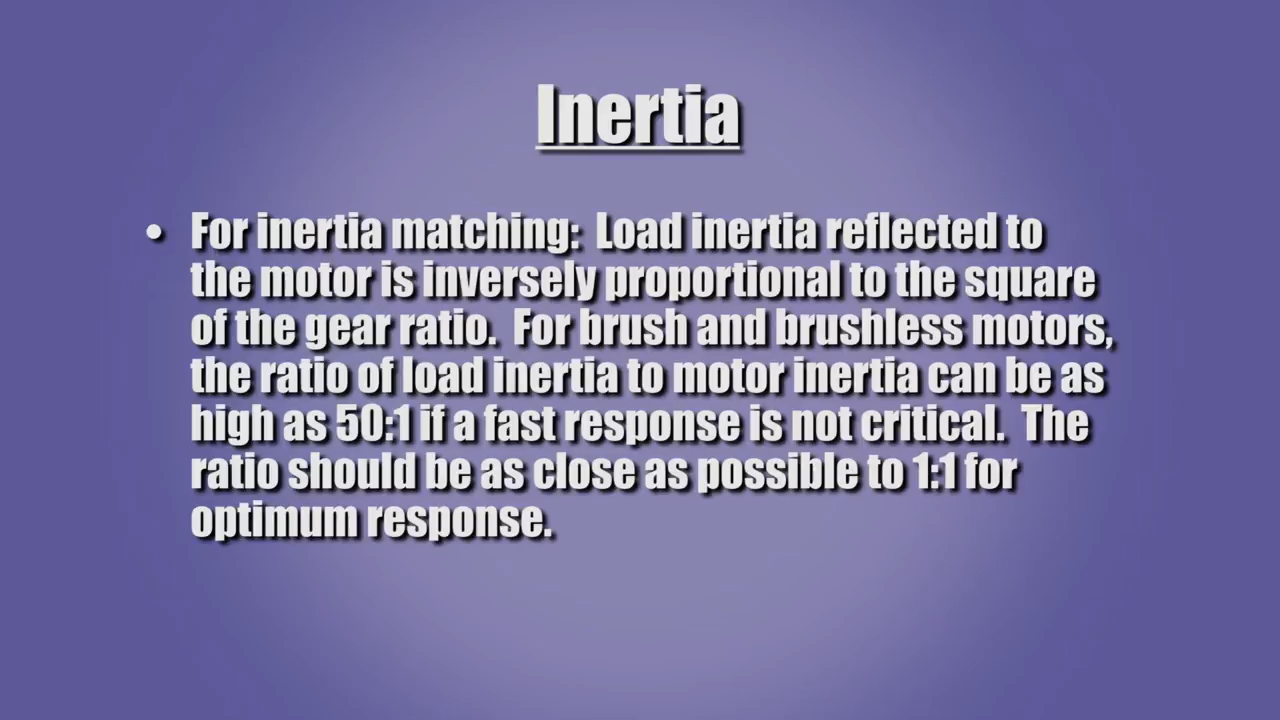 Inertia
• For inertia matching:  Load inertia reflected to
the motor is inversely proportional to the square
of the gear ratio.  For brush and brushless motors,
the ratio of load inertia to motor inertia can be as
high as 50:1 if a fast response is not critical.  The
ratio should be as close as possible to 1:1 for
optimum response.